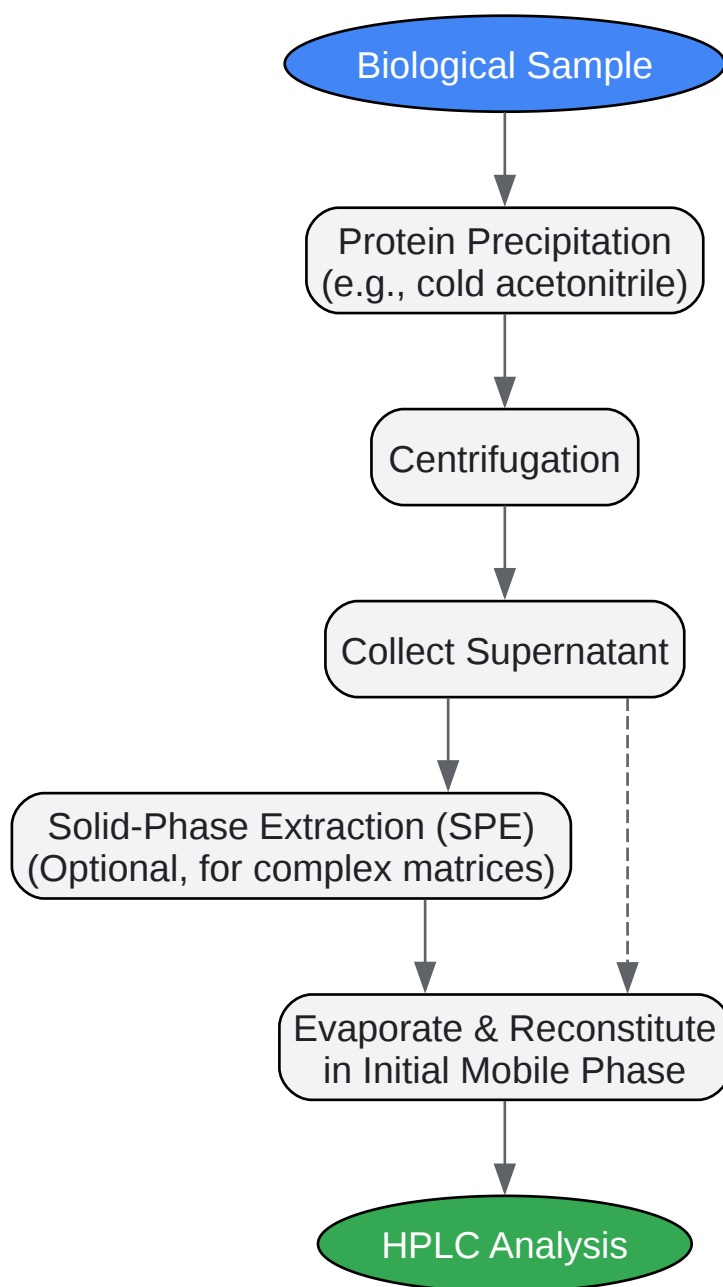 Biological Sample
Protein Precipitation
(e.g., cold acetonitrile)
Centrifugation
Collect Supernatant
Solid-Phase Extraction (SPE)
(Optional, for complex matrices)
Evaporate & Reconstitute
in Initial Mobile Phase
HPLC Analysis